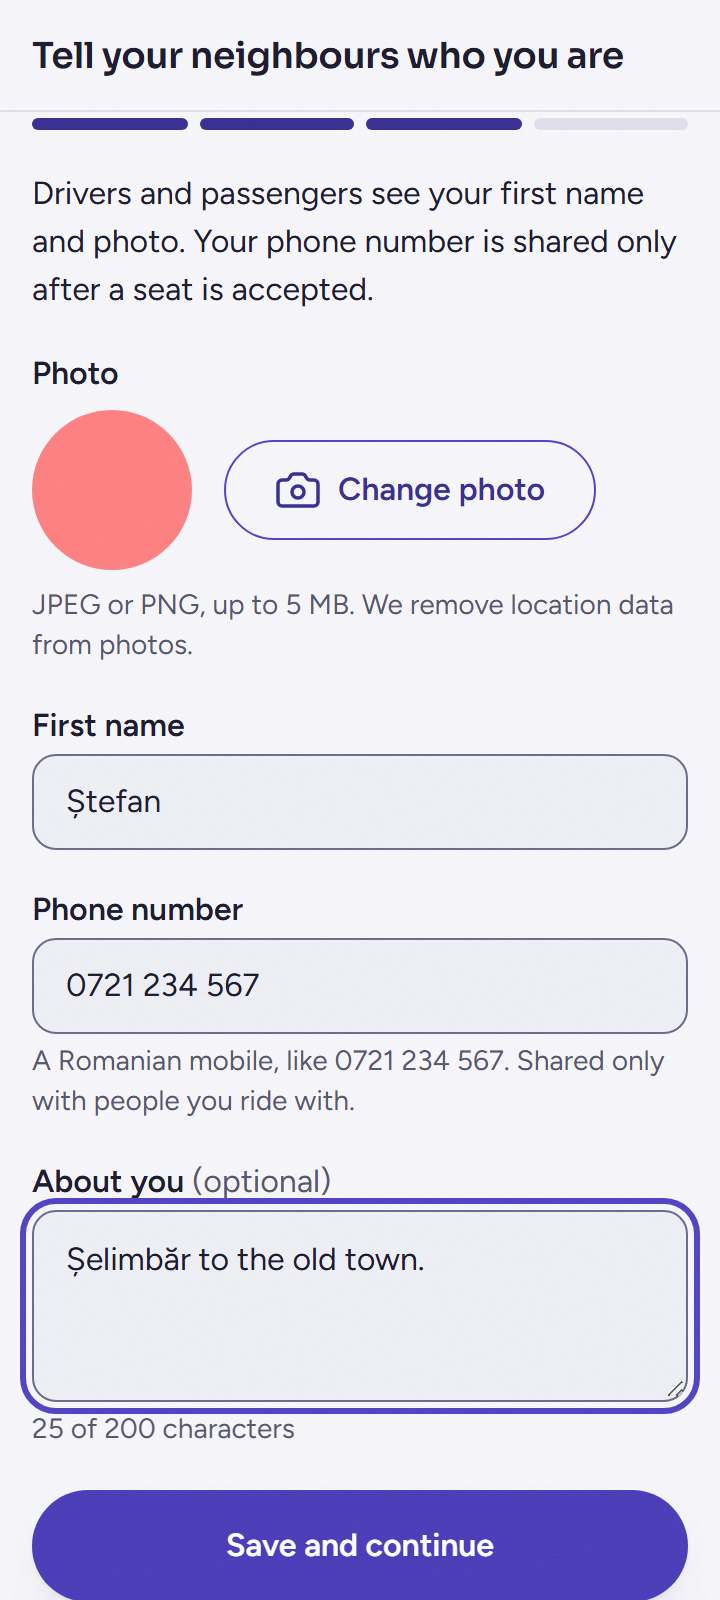 Tell your neighbours who you are
Drivers and passengers see your first name
and photo. Your phone number is shared only
after a seat is accepted.
Photo
Change photo
JPEG or PNG, up to 5 MB. We remove location data
from photos.
First name
Ștefan
Phone number
0721 234 567
A Romanian mobile, like 0721 234 567. Shared only
with people you ride with.
About you (optional)
Șelimbăr to the old town.
25 of 200 characters
Save and continue